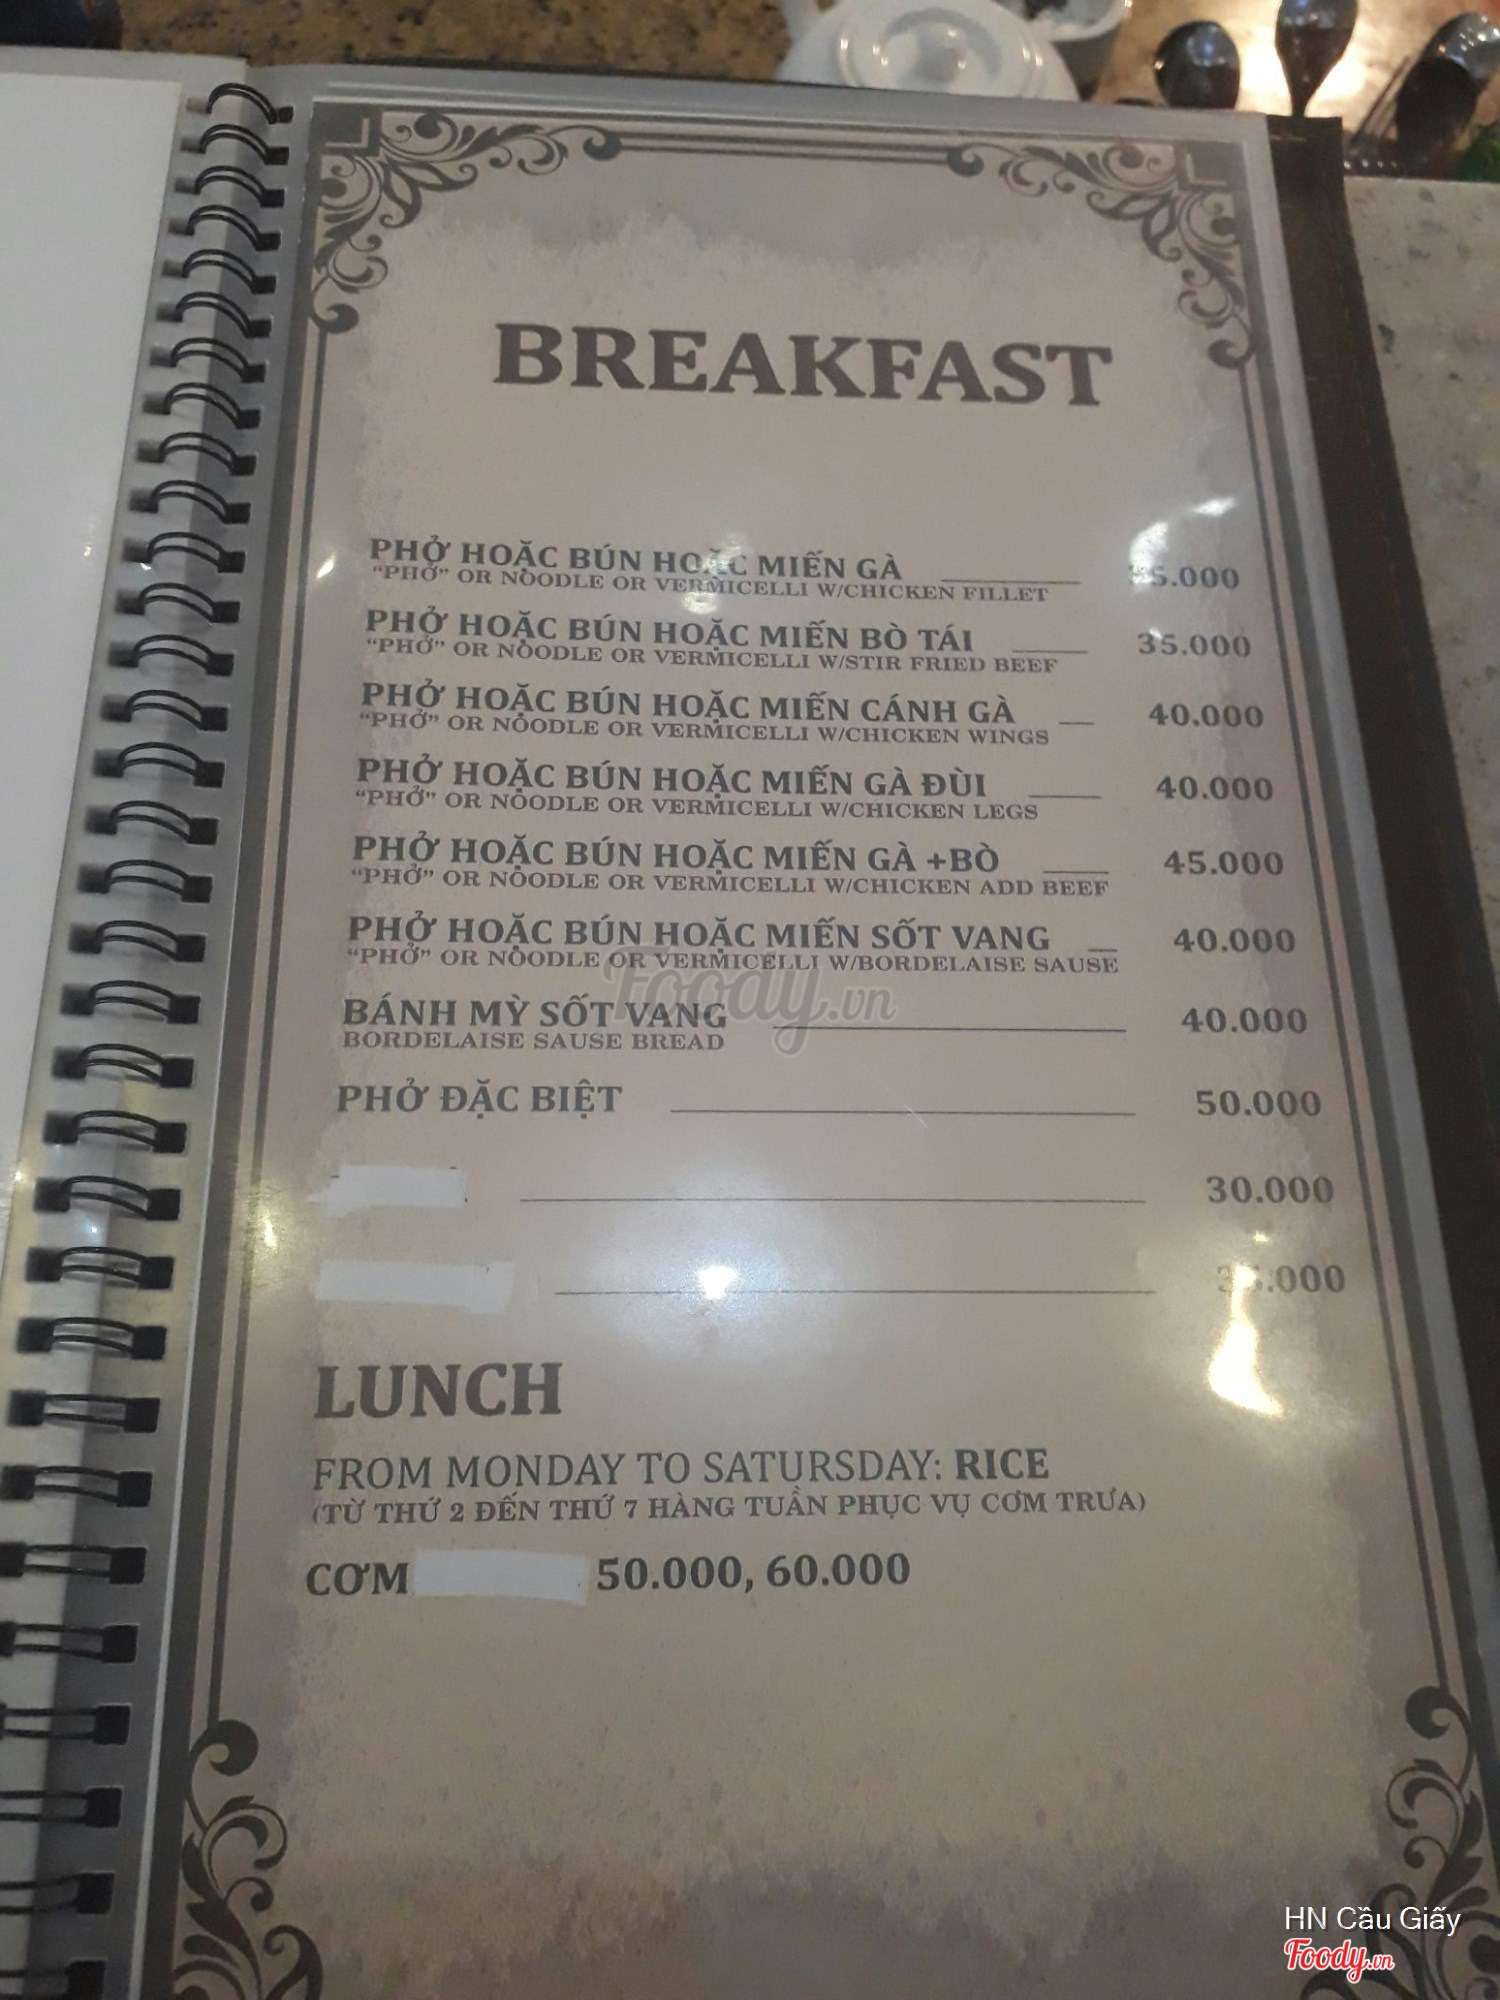 BREAKFAST
PHỞ HOẶC BÚN HOẶC MIẾN GÀ
"PHỞ" OR NOODLE OR VERMICELLI W/CHICKEN FILLET
PHỞ HOẶC BÚN HOẶC MIẾN BÒ TÁI 35.000
"PHỞ" OR NOODLE OR VERMICELLI W/STIR FRIED BEEF
PHỞ HOẶC BÚN HOẶC MIẾN CÁNH GÀ 40.000
"PHỞ" OR NOODLE OR VERMICELLI W/CHICKEN WINGS
PHỞ HOẶC BÚN HOẶC MIẾN GÀ ĐÙI 40.000
"PHỞ" OR NOODLE OR VERMICELLI W/CHICKEN LEGS
PHỞ HOẶC BÚN HOẶC MIẾN GÀ +BÒ 45.000
"PHỞ" OR NOODLE OR VERMICELLI W/CHICKEN ADD BEEF
PHỞ HOẶC BÚN HOẶC MIẾN SỐT VANG 40.000
"PHỞ" OR NOODLE OR VERMICELLI W/BORDELAISE SAUSE
BÁNH MỲ SỐT VANG 40.000
BORDELAISE SAUSE BREAD
PHỞ ĐẶC BIỆT 50.000
30.000
LUNCH
FROM MONDAY TO SATURSDAY: RICE
(TỪ THỨ 2 ĐẾN THỨ 7 HÀNG TUẦN PHỤC VỤ CƠM TRƯA)
CƠM 50.000, 60.000
Foody.vn
HN Cầu Giấy
Foody.vn